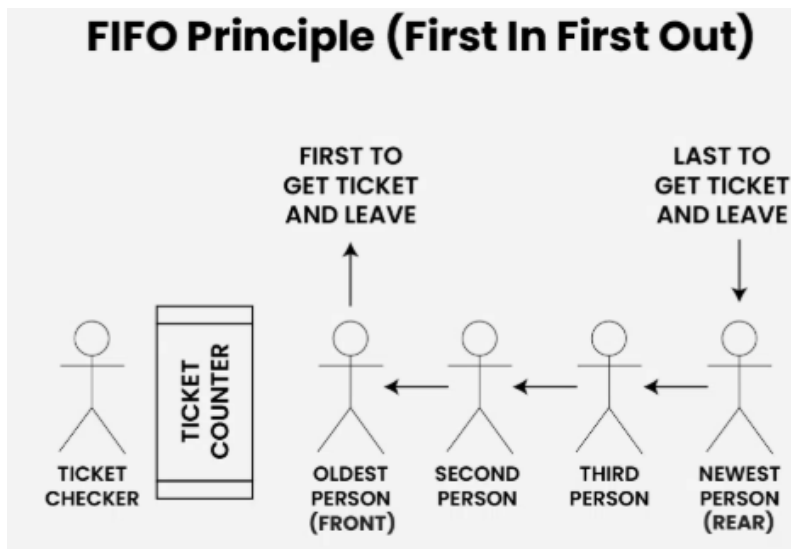 FIFO Principle (First In First Out)
FIRST TO
GET TICKET
AND LEAVE
LAST TO
GET TICKET
AND LEAVE
TICKET
COUNTER
TICKET
CHECKER
OLDEST
PERSON
(FRONT)
SECOND
PERSON
THIRD
PERSON
NEWEST
PERSON
(REAR)